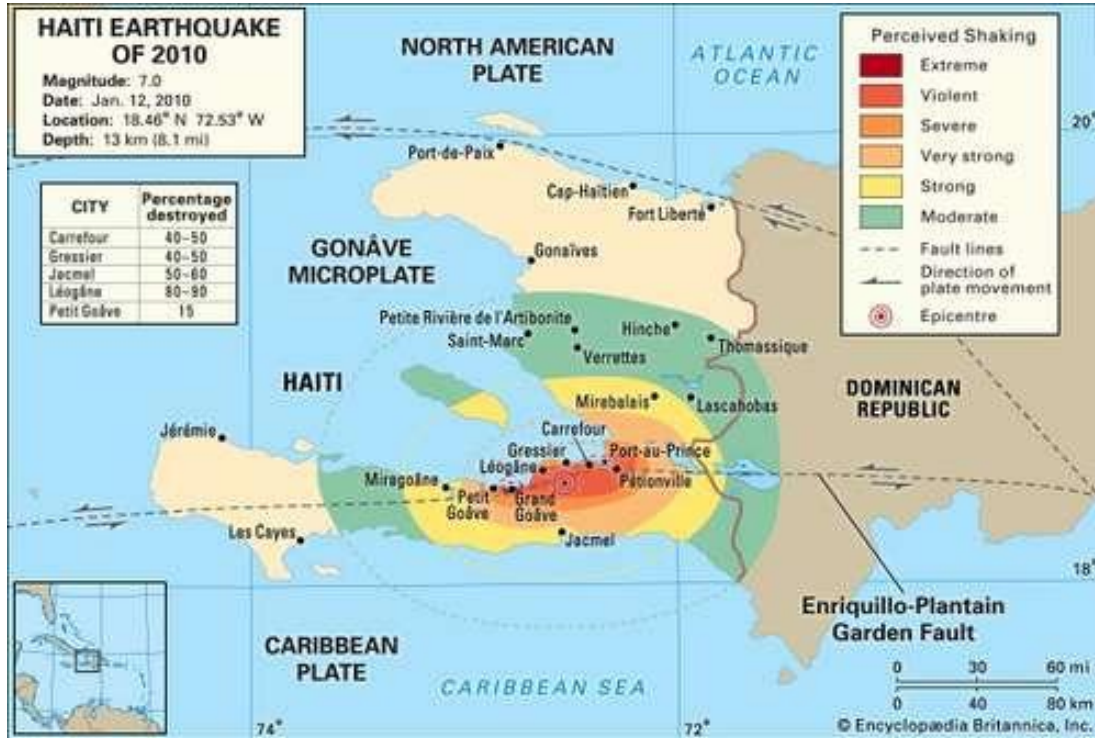 HAITI EARTHQUAKE
OF 2010
Magnitude: 7.0
Date: Jan. 12, 2010
Location: 18.46° N 72.53° W
Depth: 13 km (8.1 mi)
CITY Percentage destroyed
Carrefour 40–50
Gressier 40–50
Jacmel 50–60
Léogâne 80–90
Petit Goâve 15
NORTH AMERICAN
PLATE
ATLANTIC
OCEAN
Perceived Shaking
Extreme
Violent
Severe
Very strong
Strong
Moderate
Fault lines
Direction of
plate movement
Epicentre
20°
Port-de-Paix
Cap-Haïtien
Fort Liberté
GONÂVE
MICROPLATE
Gonaïves
Petite Rivière de l'Artibonite
Saint-Marc
Verrettes
Hinche
Thomassique
HAITI
DOMINICAN
REPUBLIC
Mirebalais
Lascahobas
Carrefour
Jérémie
Gressier
Port-au-Prince
Léogâne
Pétionville
Miragoâne
Petit
Goâve
Grand
Goâve
Les Cayes
Jacmel
18°
Enriquillo-Plantain
Garden Fault
CARIBBEAN
PLATE
CARIBBEAN SEA
0 30 60 mi
0 40 80 km
74°
72°
© Encyclopædia Britannica, Inc.